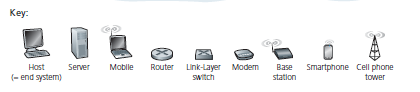 Key:
Host Server Mobile Router Link-Layer Modem Base Smartphone Cell phone
(= end system) switch station tower